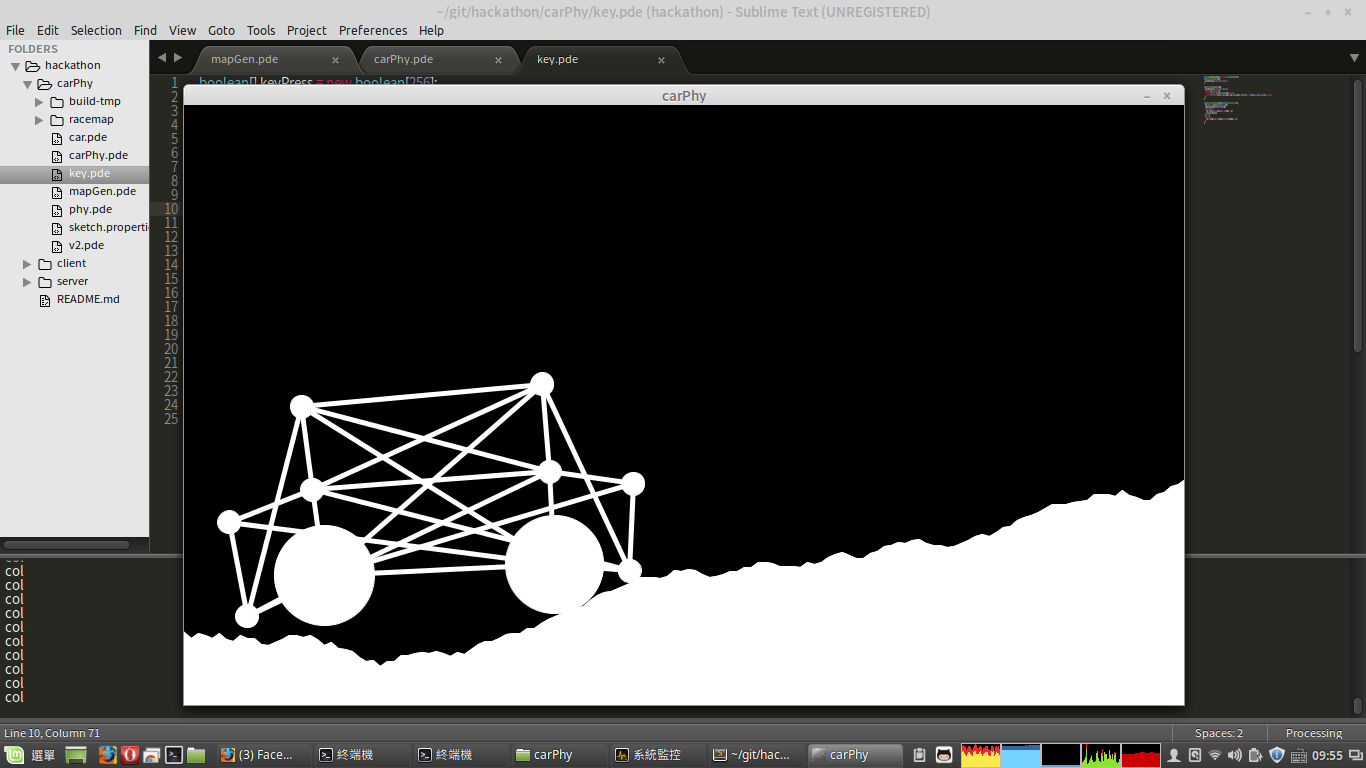 ~/git/hackathon/carPhy/key.pde (hackathon) - Sublime Text (UNREGISTERED)
File Edit Selection Find View Goto Tools Project Preferences Help
FOLDERS
hackathon
carPhy
build-tmp
racemap
car.pde
carPhy.pde
key.pde
mapGen.pde
phy.pde
sketch.properti
v2.pde
client
server
README.md
mapGen.pde × carPhy.pde × key.pde ×
1 boolean[] keyPress = new boolean[256];
2
3
4
5
6
7
8
9
10
11
12
13
14
15
16
17
18
19
20
21
22
23
24
25
carPhy
col
col
col
col
col
col
col
col
col
col
col
Line 10, Column 71 Spaces: 2 Processing
選單 (3) Face... 終端機 終端機 carPhy 系統監控 ~/git/hac... carPhy 09:55